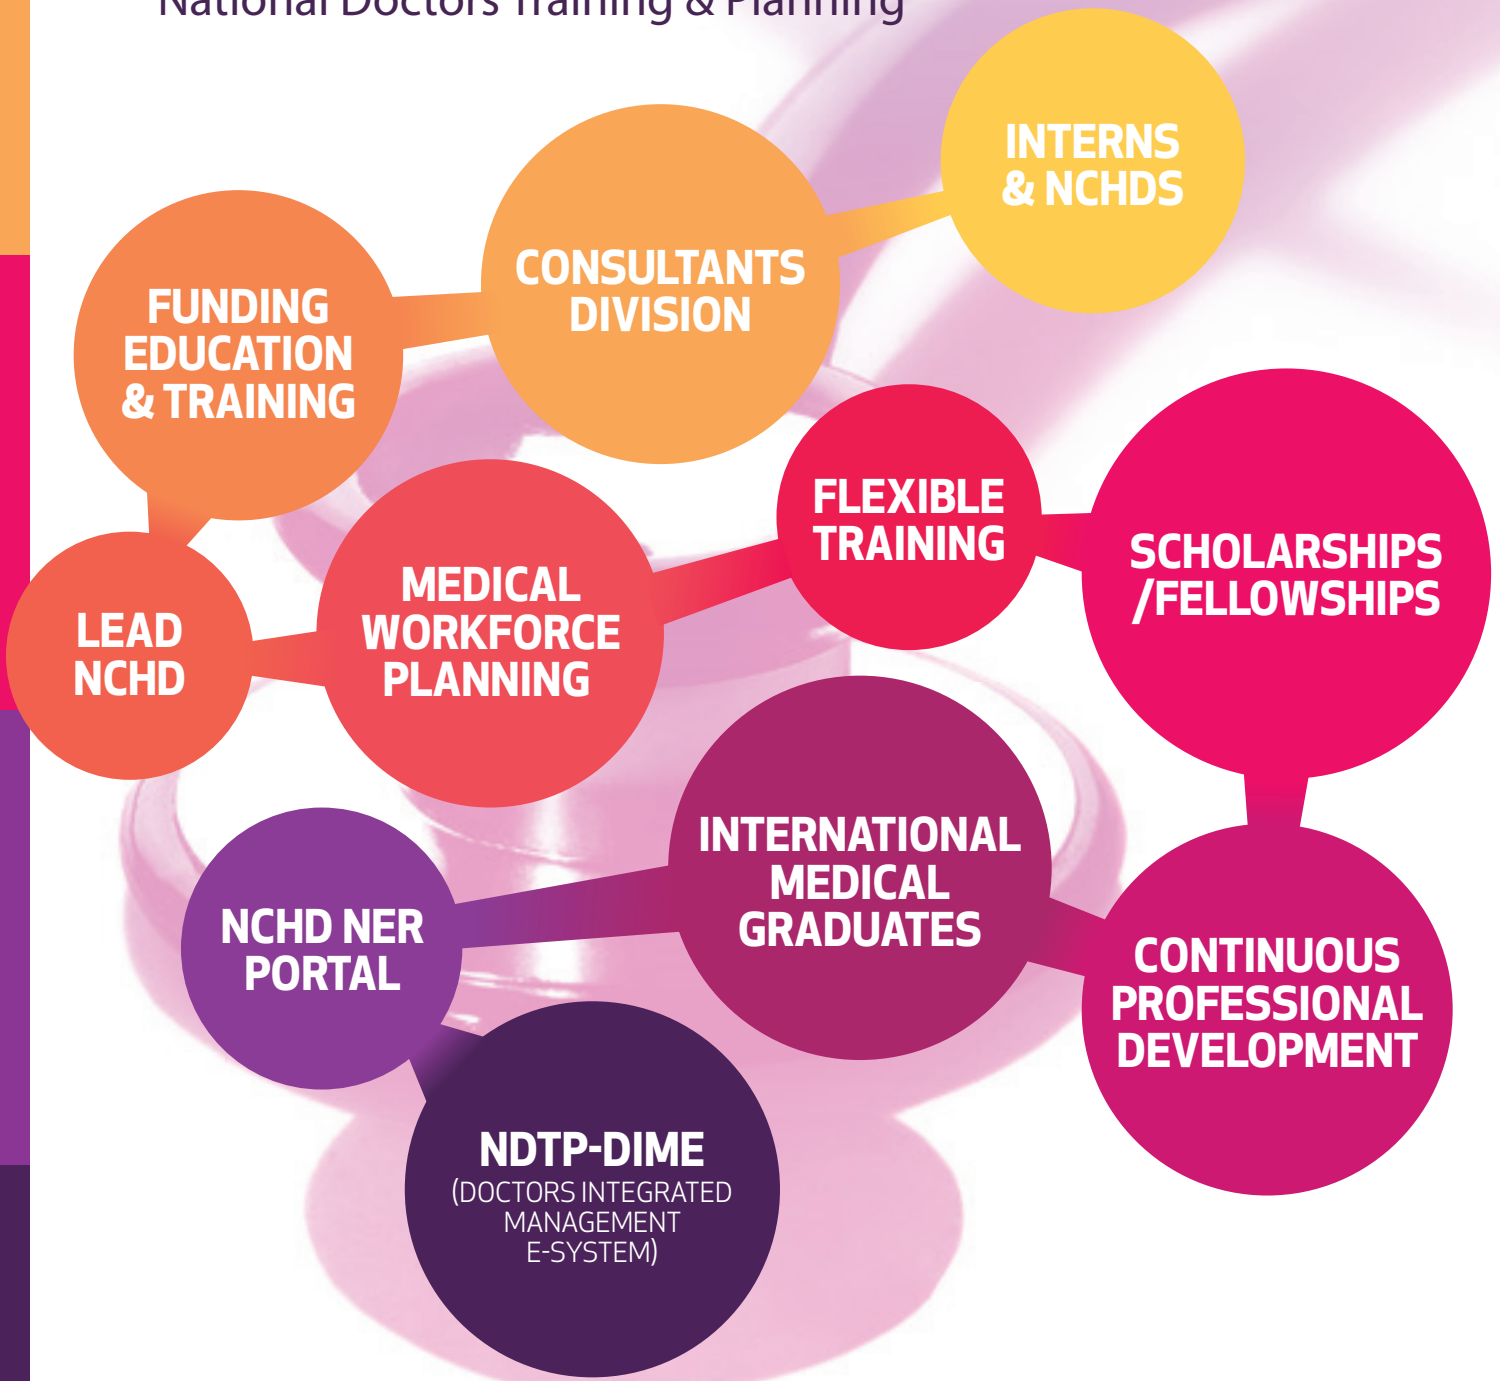 National Doctors Training & Planning
INTERNS
& NCHDS
CONSULTANTS
DIVISION
FUNDING
EDUCATION
& TRAINING
LEAD
NCHD
MEDICAL
WORKFORCE
PLANNING
FLEXIBLE
TRAINING
SCHOLARSHIPS
/FELLOWSHIPS
CONTINUOUS
PROFESSIONAL
DEVELOPMENT
INTERNATIONAL
MEDICAL
GRADUATES
NCHD NER
PORTAL
NDTP-DIME
(DOCTORS INTEGRATED
MANAGEMENT
E-SYSTEM)